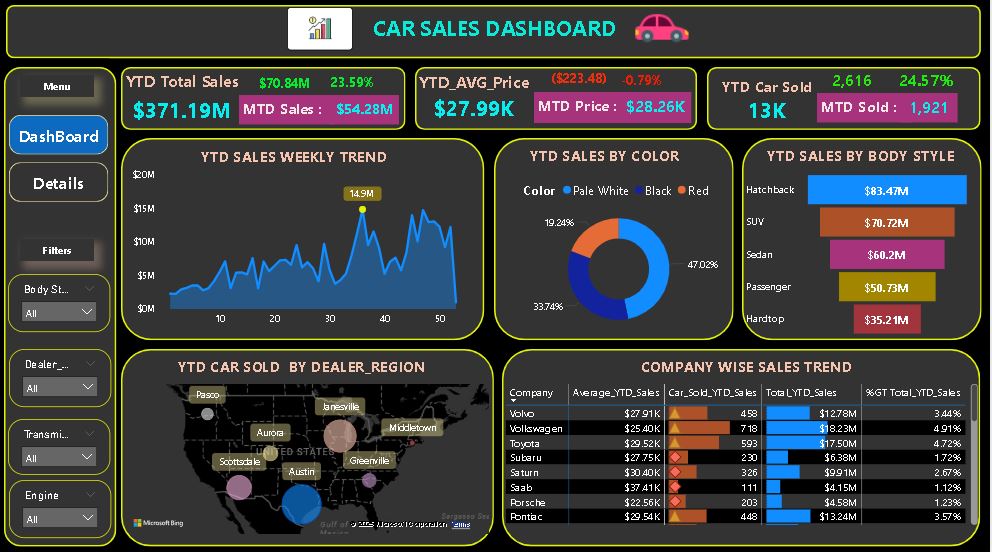 CAR SALES DASHBOARD
Menu
DashBoard
Details
Filters
Body St...
All
Dealer_...
All
Transmi...
All
Engine
All
YTD Total Sales $70.84M 23.59%
$371.19M MTD Sales : $54.28M
YTD_AVG_Price ($223.48) -0.79%
$27.99K MTD Price : $28.26K
YTD Car Sold 2,616 24.57%
13K MTD Sold : 1,921
YTD SALES WEEKLY TREND
$20M
$15M
$10M
$5M
$0M
14.9M
10 20 30 40 50
YTD SALES BY COLOR
Color Pale White Black Red
19.24%
47.02%
33.74%
YTD SALES BY BODY STYLE
Hatchback $83.47M
SUV $70.72M
Sedan $60.2M
Passenger $50.73M
Hardtop $35.21M
YTD CAR SOLD BY DEALER_REGION
Pasco
Janesville
Middletown
Aurora
UNITED STATES
Scottsdale
Greenville
Austin
Microsoft Bing
Gulf of
Mexico
Sargasso Sea
© 2025 Microsoft Corporation Terms
COMPANY WISE SALES TREND
Company Average_YTD_Sales Car_Sold_YTD_Sales Total_YTD_Sales %GT Total_YTD_Sales
Volvo $27.91K 458 $12.78M 3.44%
Volkswagen $25.40K 718 $18.23M 4.91%
Toyota $29.52K 593 $17.50M 4.72%
Subaru $27.75K 230 $6.38M 1.72%
Saturn $30.40K 326 $9.91M 2.67%
Saab $37.41K 111 $4.15M 1.12%
Porsche $22.56K 203 $4.58M 1.23%
Pontiac $29.54K 448 $13.24M 3.57%